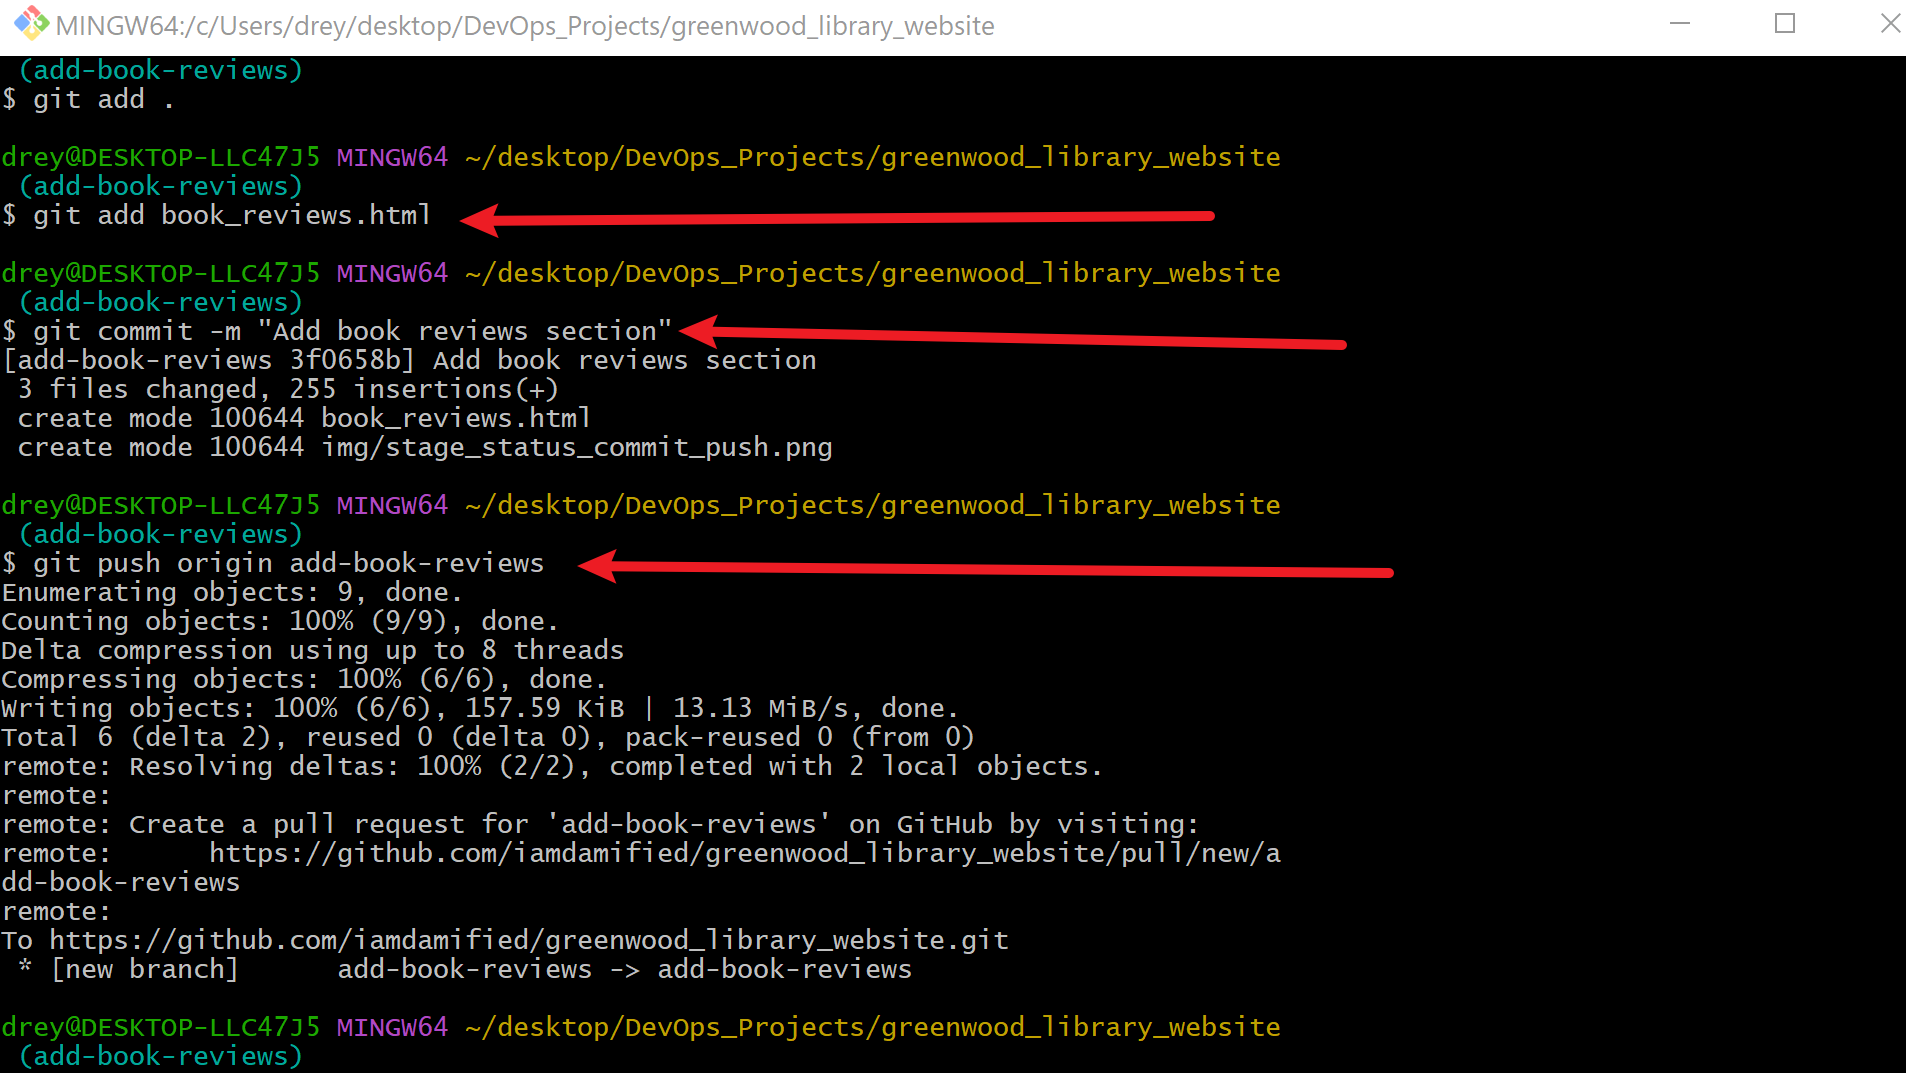 MINGW64:/c/Users/drey/desktop/DevOps_Projects/greenwood_library_website
(add-book-reviews)
$ git add .
drey@DESKTOP-LLC47J5 MINGW64 ~/desktop/DevOps_Projects/greenwood_library_website
(add-book-reviews)
$ git add book_reviews.html
drey@DESKTOP-LLC47J5 MINGW64 ~/desktop/DevOps_Projects/greenwood_library_website
(add-book-reviews)
$ git commit -m "Add book reviews section"
[add-book-reviews 3f0658b] Add book reviews section
3 files changed, 255 insertions(+)
create mode 100644 book_reviews.html
create mode 100644 img/stage_status_commit_push.png
drey@DESKTOP-LLC47J5 MINGW64 ~/desktop/DevOps_Projects/greenwood_library_website
(add-book-reviews)
$ git push origin add-book-reviews
Enumerating objects: 9, done.
Counting objects: 100% (9/9), done.
Delta compression using up to 8 threads
Compressing objects: 100% (6/6), done.
Writing objects: 100% (6/6), 157.59 KiB | 13.13 MiB/s, done.
Total 6 (delta 2), reused 0 (delta 0), pack-reused 0 (from 0)
remote: Resolving deltas: 100% (2/2), completed with 2 local objects.
remote:
remote: Create a pull request for 'add-book-reviews' on GitHub by visiting:
remote:      https://github.com/iamdamified/greenwood_library_website/pull/new/a
dd-book-reviews
remote:
To https://github.com/iamdamified/greenwood_library_website.git
* [new branch]      add-book-reviews -> add-book-reviews
drey@DESKTOP-LLC47J5 MINGW64 ~/desktop/DevOps_Projects/greenwood_library_website
(add-book-reviews)